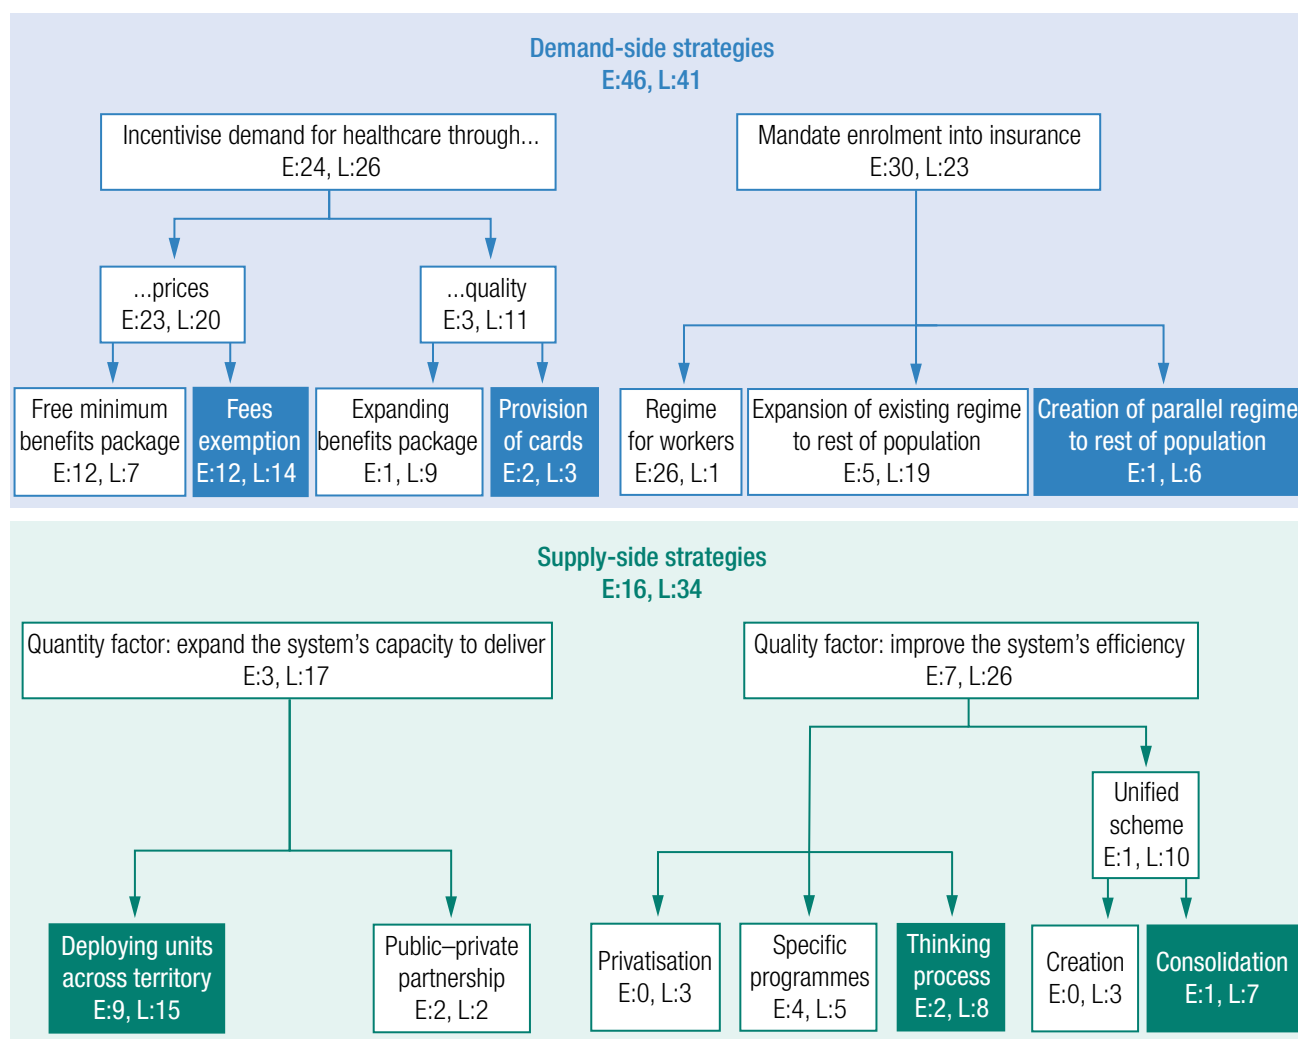 Demand-side strategies
E:46, L:41
Incentivise demand for healthcare through...
E:24, L:26
Mandate enrolment into insurance
E:30, L:23
...prices
E:23, L:20
...quality
E:3, L:11
Free minimum
benefits package
E:12, L:7
Fees
exemption
E:12, L:14
Expanding
benefits package
E:1, L:9
Provision
of cards
E:2, L:3
Regime
for workers
E:26, L:1
Expansion of existing regime
to rest of population
E:5, L:19
Creation of parallel regime
to rest of population
E:1, L:6
Supply-side strategies
E:16, L:34
Quantity factor: expand the system’s capacity to deliver
E:3, L:17
Quality factor: improve the system’s efficiency
E:7, L:26
Unified
scheme
E:1, L:10
Deploying units
across territory
E:9, L:15
Public–private
partnership
E:2, L:2
Privatisation
E:0, L:3
Specific
programmes
E:4, L:5
Thinking
process
E:2, L:8
Creation
E:0, L:3
Consolidation
E:1, L:7